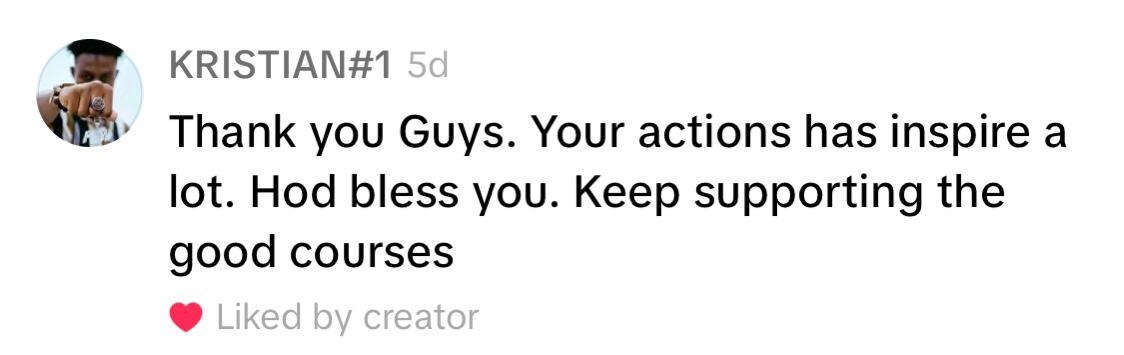 KRISTIAN#1 5d
Thank you Guys. Your actions has inspire a
lot. Hod bless you. Keep supporting the
good courses
Liked by creator